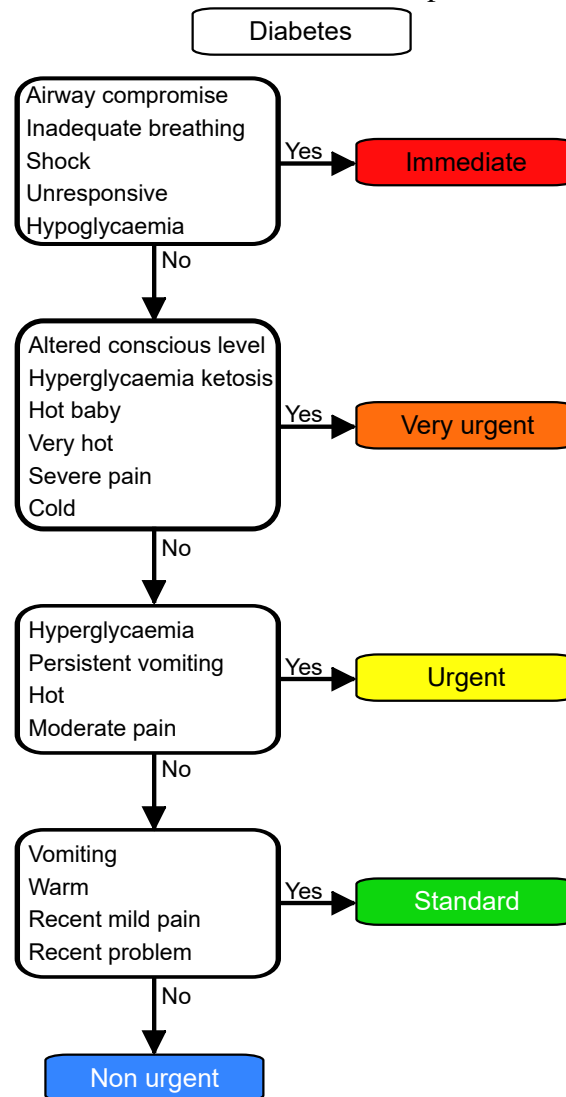 Diabetes
Airway compromise
Inadequate breathing
Shock
Unresponsive
Hypoglycaemia
Yes
Immediate
No
Altered conscious level
Hyperglycaemia ketosis
Hot baby
Very hot
Severe pain
Cold
Yes
Very urgent
No
Hyperglycaemia
Persistent vomiting
Hot
Moderate pain
Yes
Urgent
No
Vomiting
Warm
Recent mild pain
Recent problem
Yes
Standard
No
Non urgent